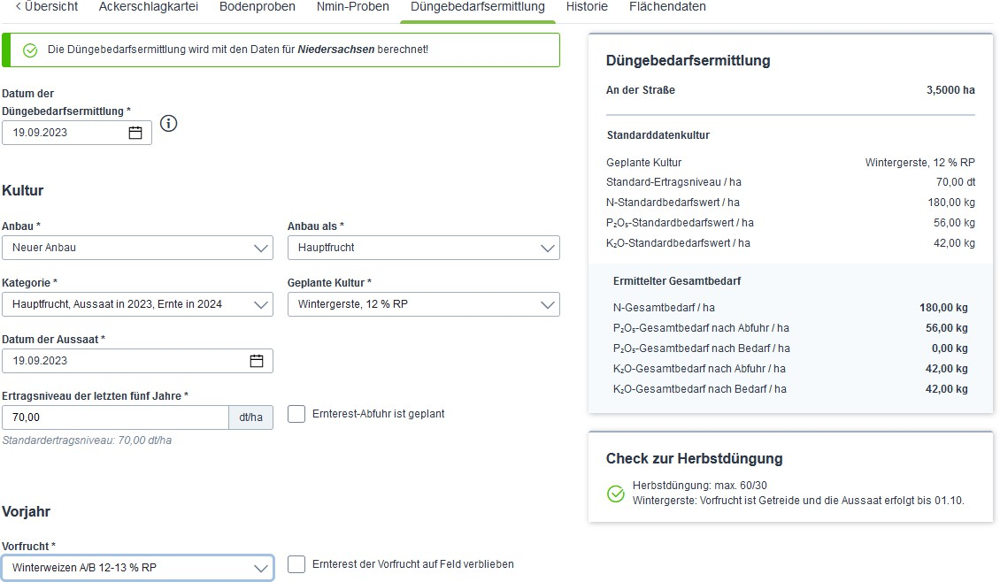 Übersicht
Ackerschlagkartei
Bodenproben
Nmin-Proben
Düngebedarfsermittlung
Historie
Flächendaten
Die Düngebedarfsermittlung wird mit den Daten für Niedersachsen berechnet!
Datum der
Düngebedarfsermittlung *
19.09.2023
Kultur
Anbau *
Neuer Anbau
Anbau als *
Hauptfrucht
Kategorie *
Hauptfrucht, Aussaat in 2023, Ernte in 2024
Geplante Kultur *
Wintergerste, 12 % RP
Datum der Aussaat *
19.09.2023
Ertragsniveau der letzten fünf Jahre *
70,00 dt/ha
Ernterest-Abfuhr ist geplant
Standardertragsniveau: 70,00 dt/ha
Vorjahr
Vorfrucht *
Winterweizen A/B 12-13 % RP
Ernterest der Vorfrucht auf Feld verblieben
Düngebedarfsermittlung
An der Straße 3,5000 ha
Standarddatenkultur
Geplante Kultur Wintergerste, 12 % RP
Standard-Ertragsniveau / ha 70,00 dt
N-Standardbedarfswert / ha 180,00 kg
P₂O₅-Standardbedarfswert / ha 56,00 kg
K₂O-Standardbedarfswert / ha 42,00 kg
Ermittelter Gesamtbedarf
N-Gesamtbedarf / ha 180,00 kg
P₂O₅-Gesamtbedarf nach Abfuhr / ha 56,00 kg
P₂O₅-Gesamtbedarf nach Bedarf / ha 0,00 kg
K₂O-Gesamtbedarf nach Abfuhr / ha 42,00 kg
K₂O-Gesamtbedarf nach Bedarf / ha 42,00 kg
Check zur Herbstdüngung
Herbstdüngung: max. 60/30
Wintergerste: Vorfrucht ist Getreide und die Aussaat erfolgt bis 01.10.